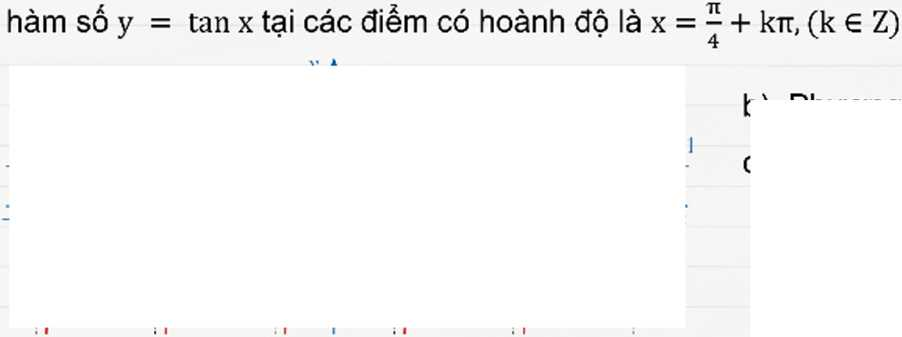 hàm số y = tan x tại các điểm có hoành độ là x = π/4 + kπ, (k ∈ Z)